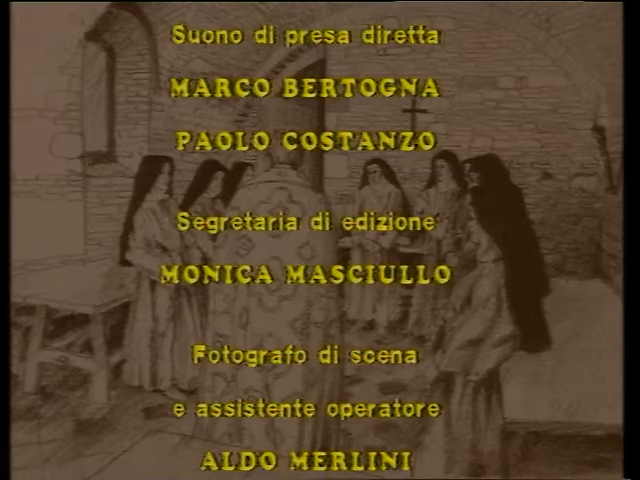 Suono di presa diretta
MARCO BERTOGNA
PAOLO COSTANZO
Segretaria di edizione
MONICA MASCIULLO
Fotografo di scena
e assistente operatore
ALDO MERLINI